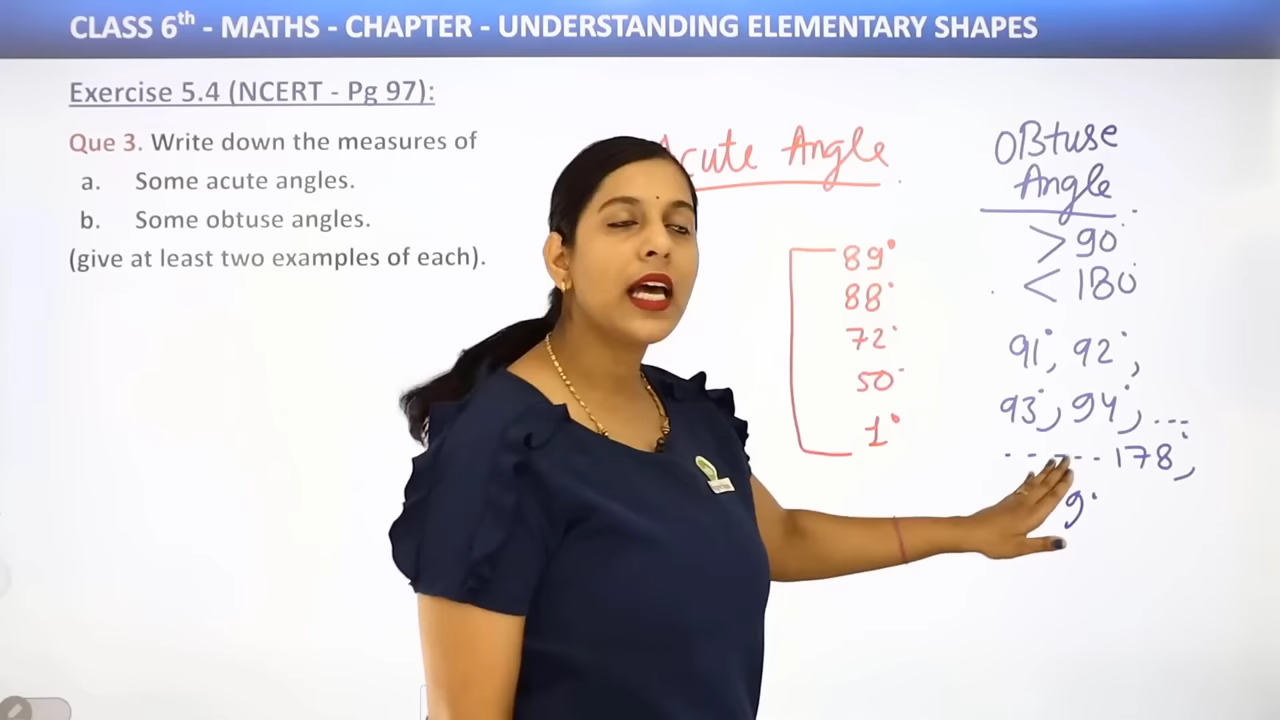 CLASS 6th - MATHS - CHAPTER - UNDERSTANDING ELEMENTARY SHAPES
Exercise 5.4 (NCERT - Pg 97):
Que 3. Write down the measures of
a. Some acute angles.
b. Some obtuse angles.
(give at least two examples of each).
Acute Angle
89°
88°
72°
50°
1°
OBtuse
Angle
>90°
<180°
91°, 92°,
93°, 94°, ...
------178°,
9°